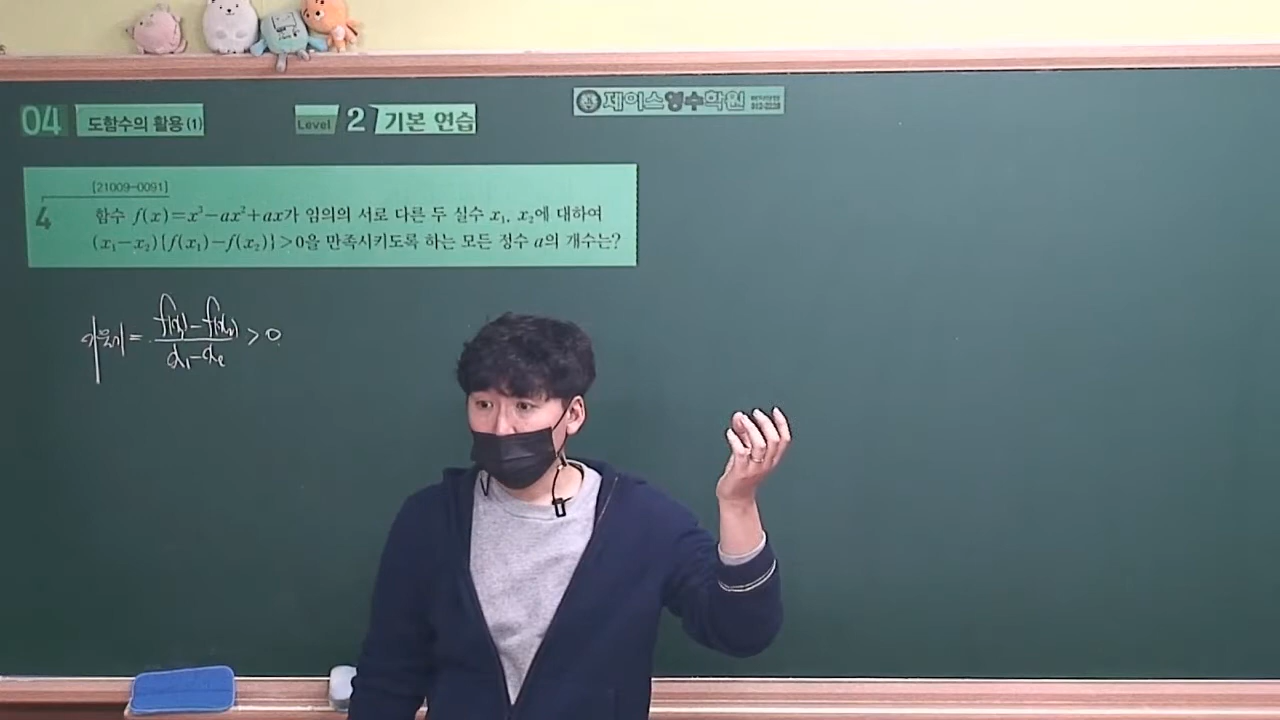 04 도함수의 활용 (1) Level 2 기본 연습
제이스영수학원
[21009-0091]
4 함수 f(x)=x³-ax²+ax가 임의의 서로 다른 두 실수 x₁, x₂에 대하여
(x₁-x₂){f(x₁)-f(x₂)}>0을 만족시키도록 하는 모든 정수 a의 개수는?
기울기 = f(x₁)-f(x₂) / x₁-x₂ > 0